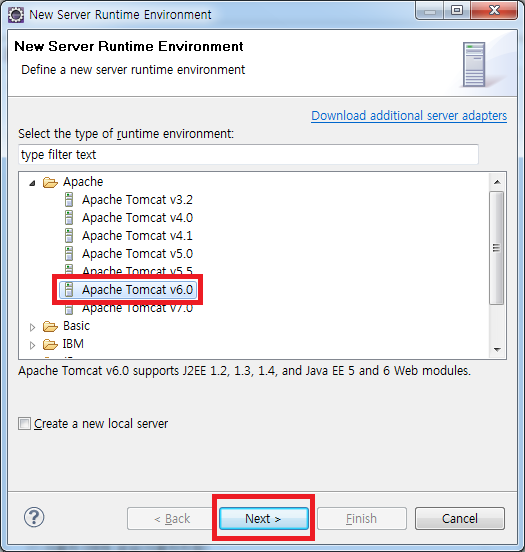 New Server Runtime Environment
New Server Runtime Environment
Define a new server runtime environment
Download additional server adapters
Select the type of runtime environment:
type filter text
Apache
Apache Tomcat v3.2
Apache Tomcat v4.0
Apache Tomcat v4.1
Apache Tomcat v5.0
Apache Tomcat v5.5
Apache Tomcat v6.0
Apache Tomcat v7.0
Basic
IBM
Apache Tomcat v6.0 supports J2EE 1.2, 1.3, 1.4, and Java EE 5 and 6 Web modules.
Create a new local server
? < Back Next > Finish Cancel